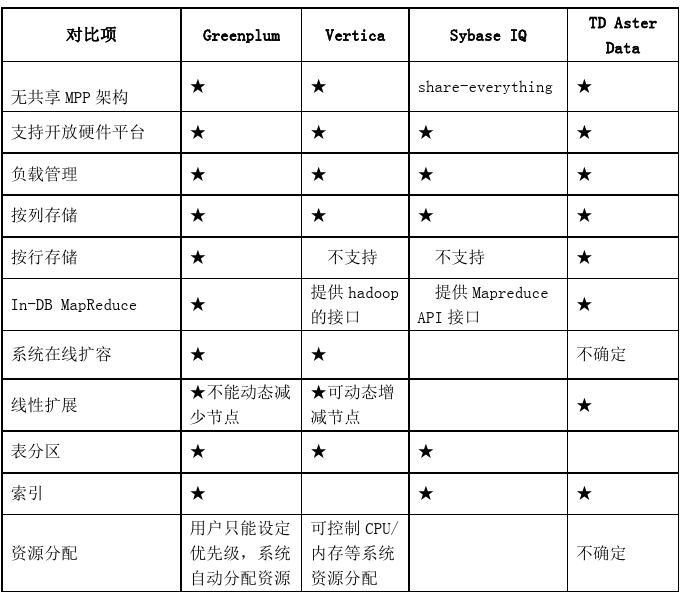 对比项 Greenplum Vertica Sybase IQ TD Aster
Data
无共享 MPP 架构 ★ ★ share-everything ★
支持开放硬件平台 ★ ★ ★ ★
负载管理 ★ ★ ★ ★
按列存储 ★ ★ ★ ★
按行存储 ★ 不支持 不支持 ★
In-DB MapReduce ★ 提供 hadoop
的接口 提供 Mapreduce
API 接口 ★
系统在线扩容 ★ ★ 不确定
线性扩展 ★不能动态减
少节点 ★可动态增
减节点 ★
表分区 ★ ★ ★
索引 ★ ★ ★
资源分配 用户只能设定
优先级，系统
自动分配资源 可控制 CPU/
内存等系统
资源分配 不确定